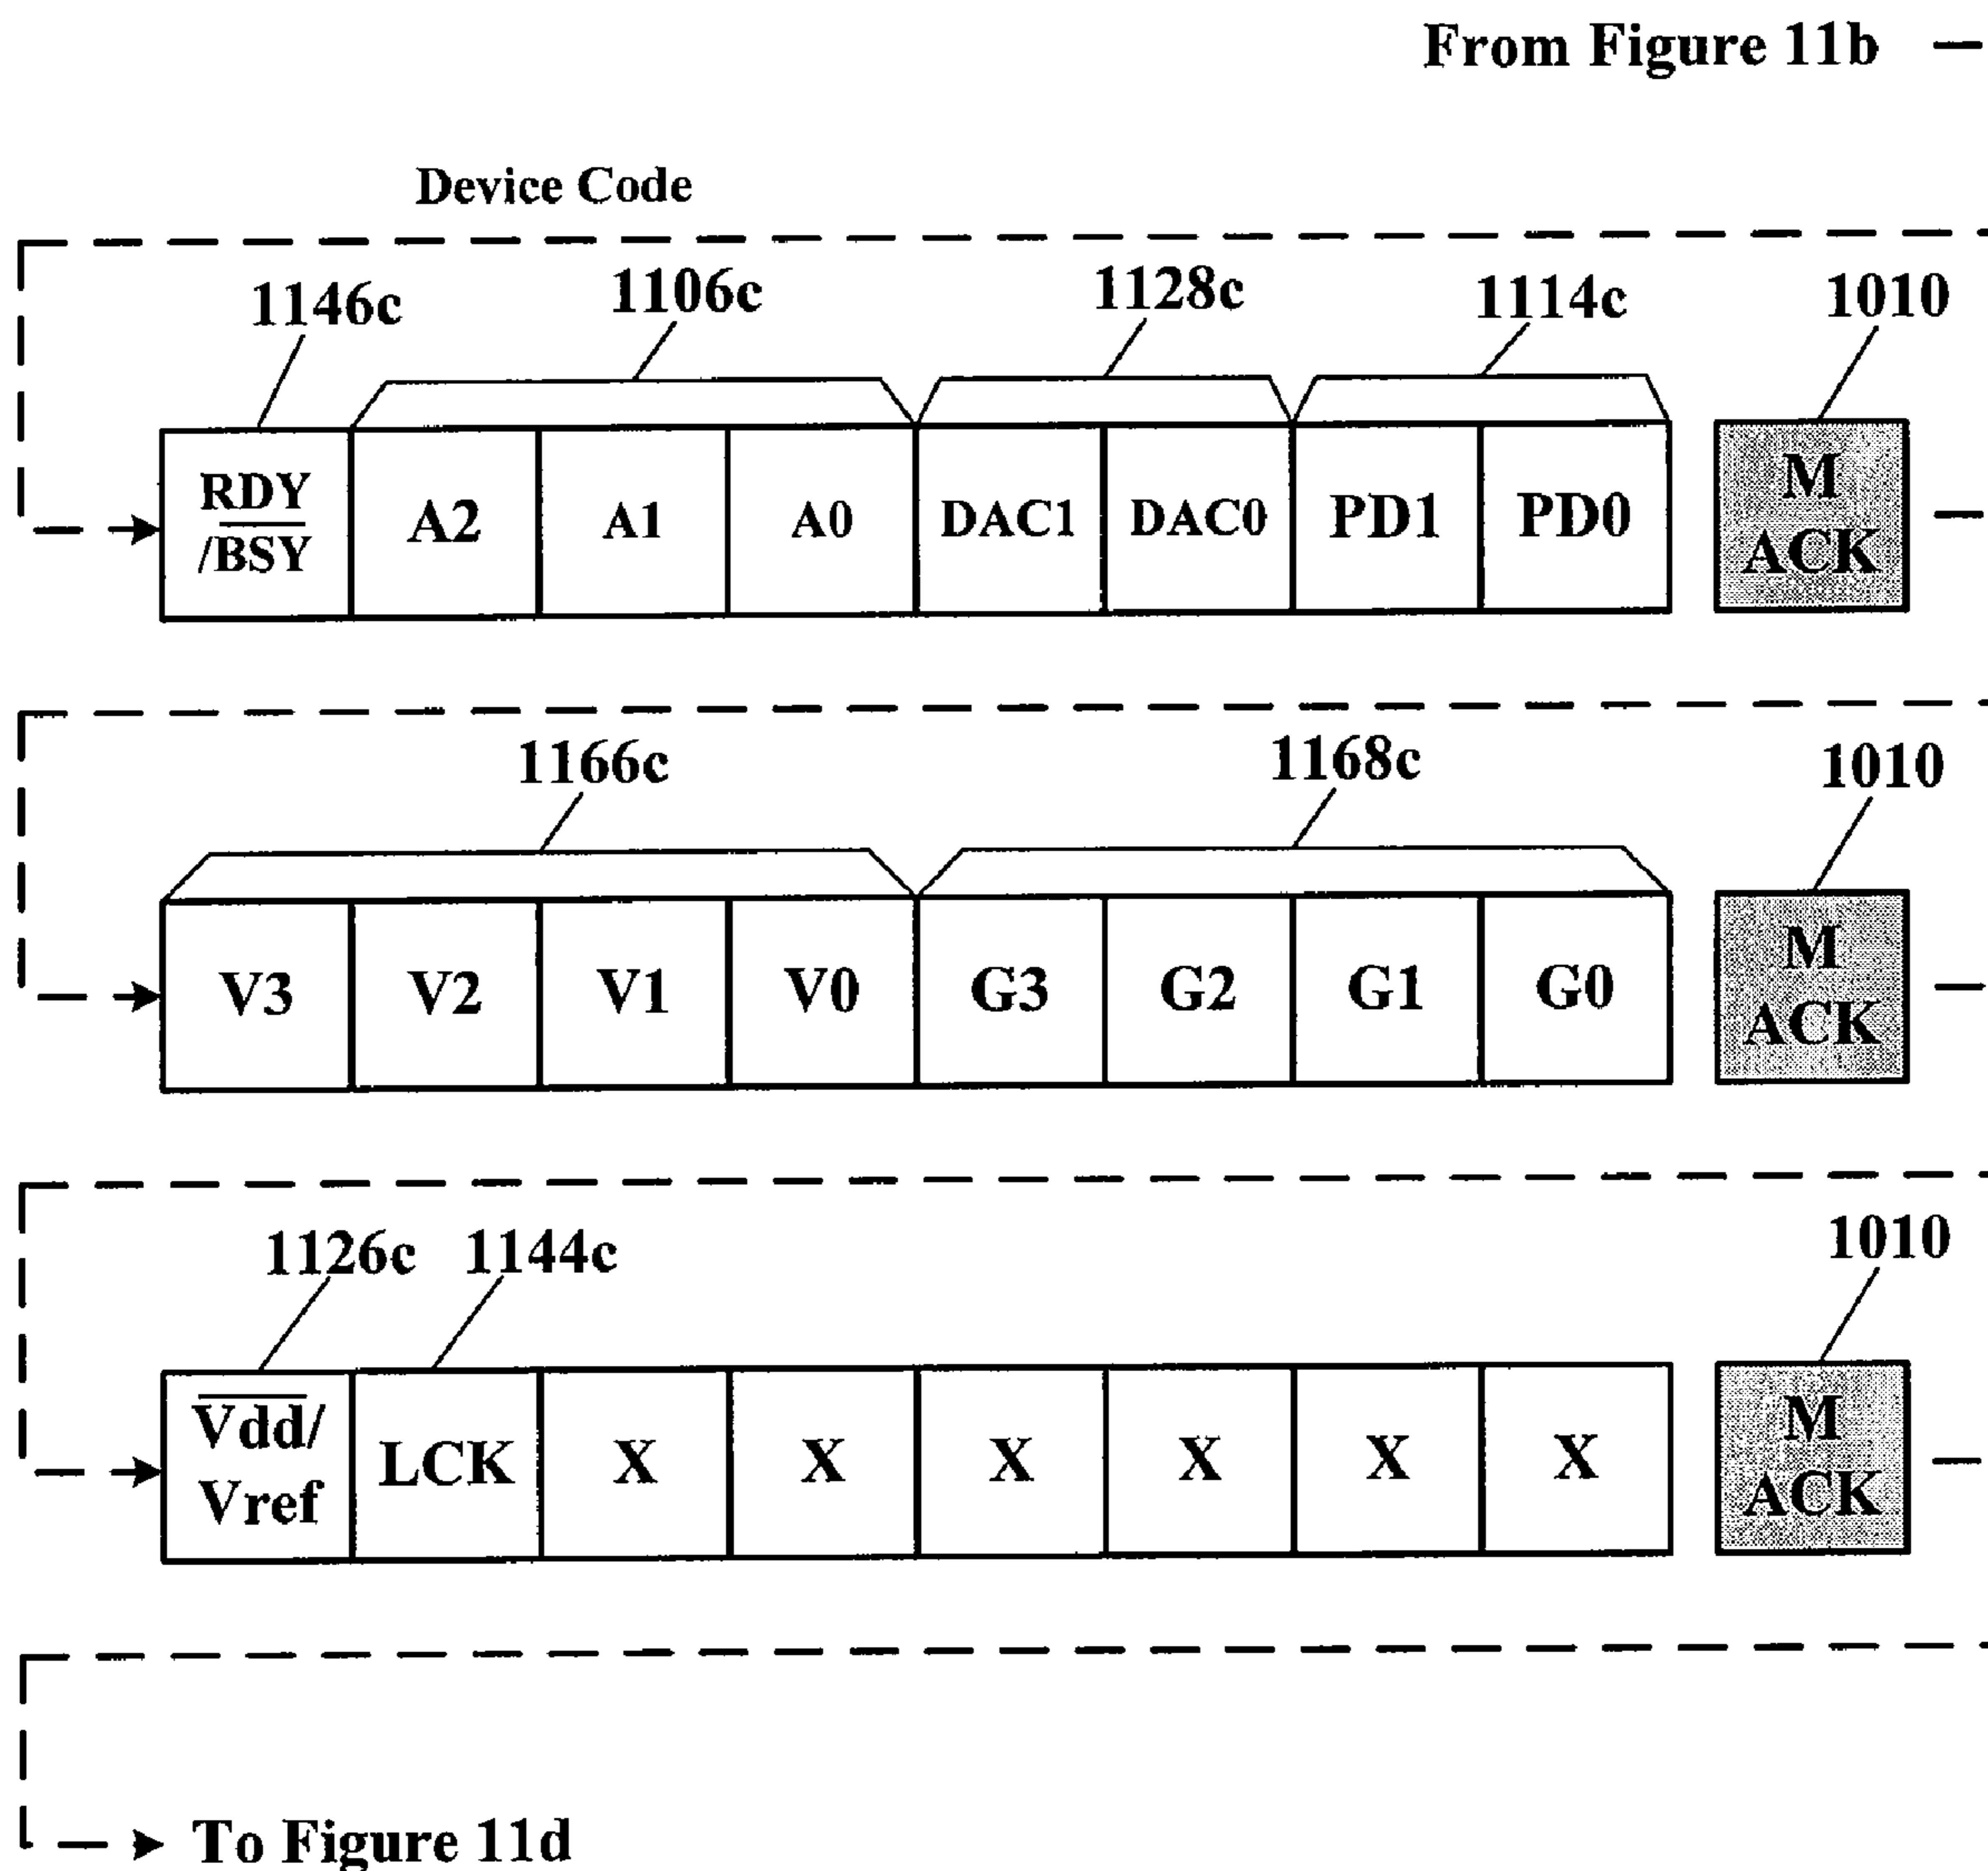 From Figure 11b
Device Code
1146c 1106c 1128c 1114c 1010
RDY
/BSY
A2 A1 A0 DAC1 DAC0 PD1 PD0
M
ACK
1166c 1168c 1010
V3 V2 V1 V0 G3 G2 G1 G0
M
ACK
1126c 1144c 1010
Vdd/
Vref
LCK X X X X X X
M
ACK
To Figure 11d